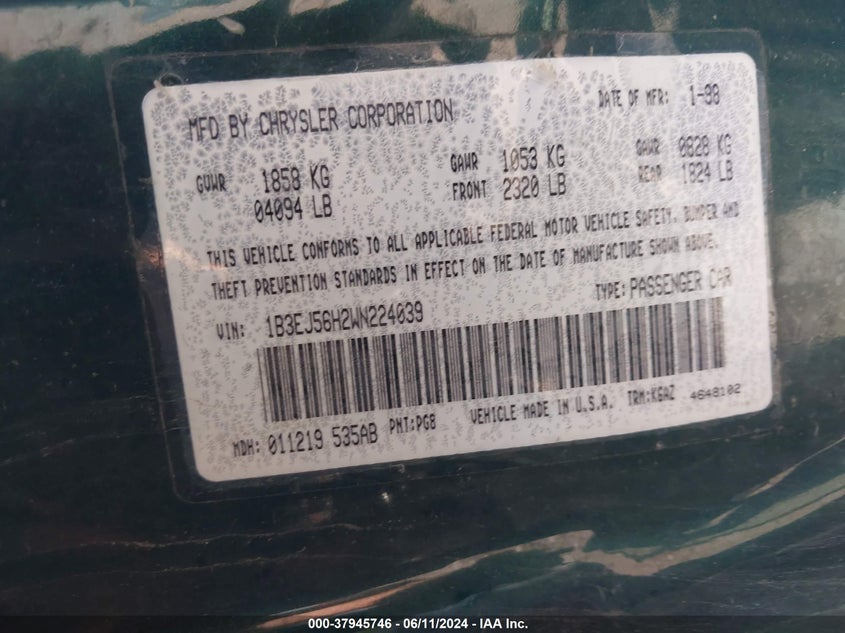 MFD BY CHRYSLER CORPORATION DATE OF MFR: 1-98
GVWR 1858 KG GAWR 1053 KG GAWR 0828 KG
04094 LB FRONT 2320 LB REAR 1824 LB
THIS VEHICLE CONFORMS TO ALL APPLICABLE FEDERAL MOTOR VEHICLE SAFETY, BUMPER AND
THEFT PREVENTION STANDARDS IN EFFECT ON THE DATE OF MANUFACTURE SHOWN ABOVE.
VIN: 1B3EJ56H2WN224039 TYPE: PASSENGER CAR
MDH: 011219 535AB PNT:PG8 VEHICLE MADE IN U.S.A. TRM:K6AZ 4648102
000-37945746 - 06/11/2024 - IAA Inc.